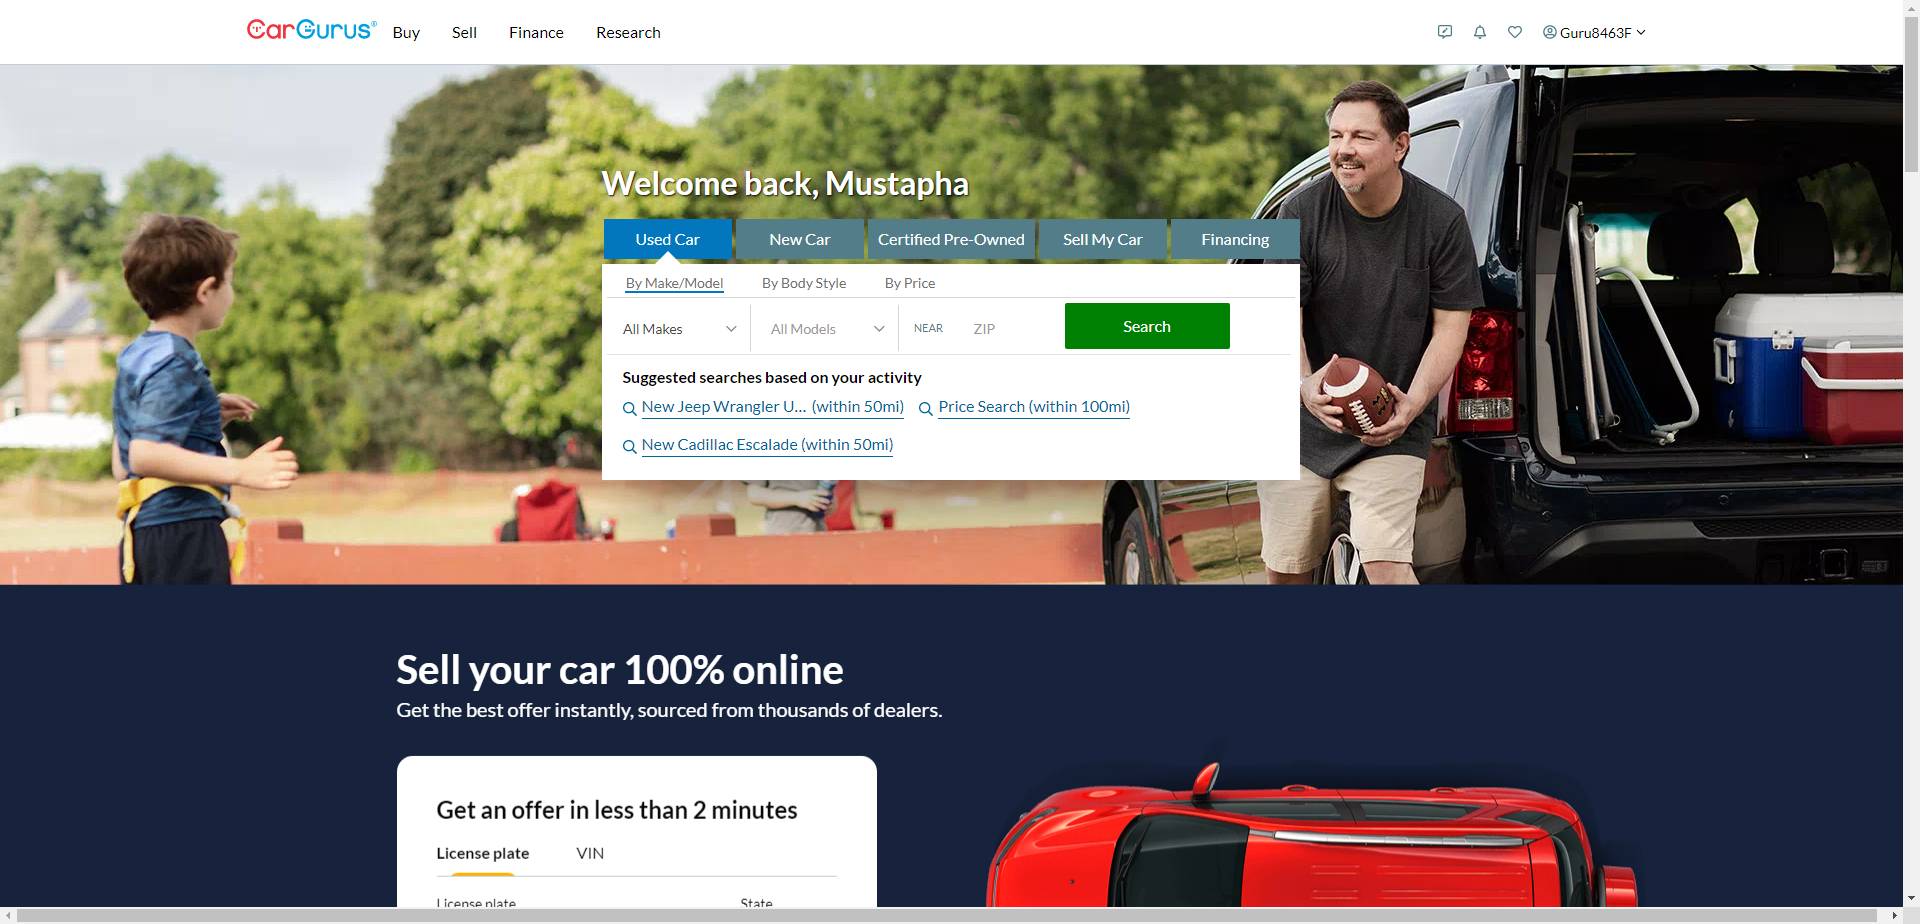 CarGurus® Buy Sell Finance Research Guru8463F
Welcome back, Mustapha
Used Car New Car Certified Pre-Owned Sell My Car Financing
By Make/Model By Body Style By Price
All Makes All Models NEAR ZIP Search
Suggested searches based on your activity
New Jeep Wrangler U... (within 50mi) Price Search (within 100mi)
New Cadillac Escalade (within 50mi)
Sell your car 100% online
Get the best offer instantly, sourced from thousands of dealers.
Get an offer in less than 2 minutes
License plate VIN
License plate State